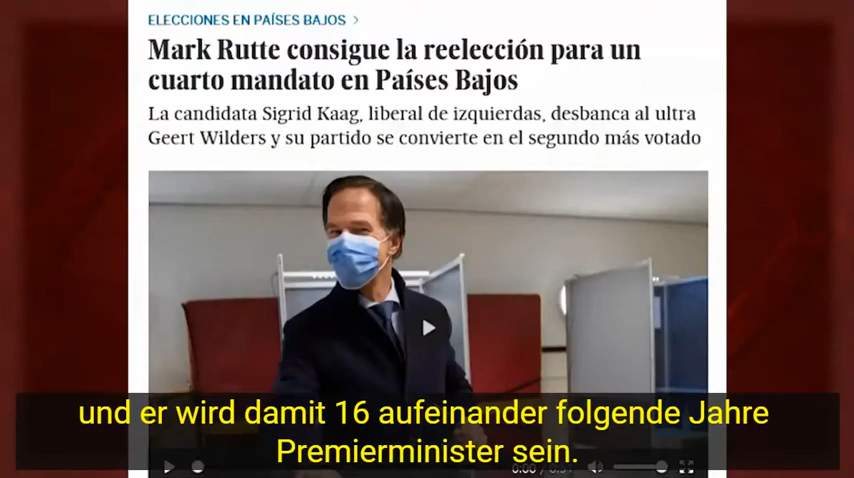 ELECCIONES EN PAÍSES BAJOS >
Mark Rutte consigue la reelección para un
cuarto mandato en Países Bajos
La candidata Sigrid Kaag, liberal de izquierdas, desbanca al ultra
Geert Wilders y su partido se convierte en el segundo más votado
und er wird damit 16 aufeinander folgende Jahre
Premierminister sein.